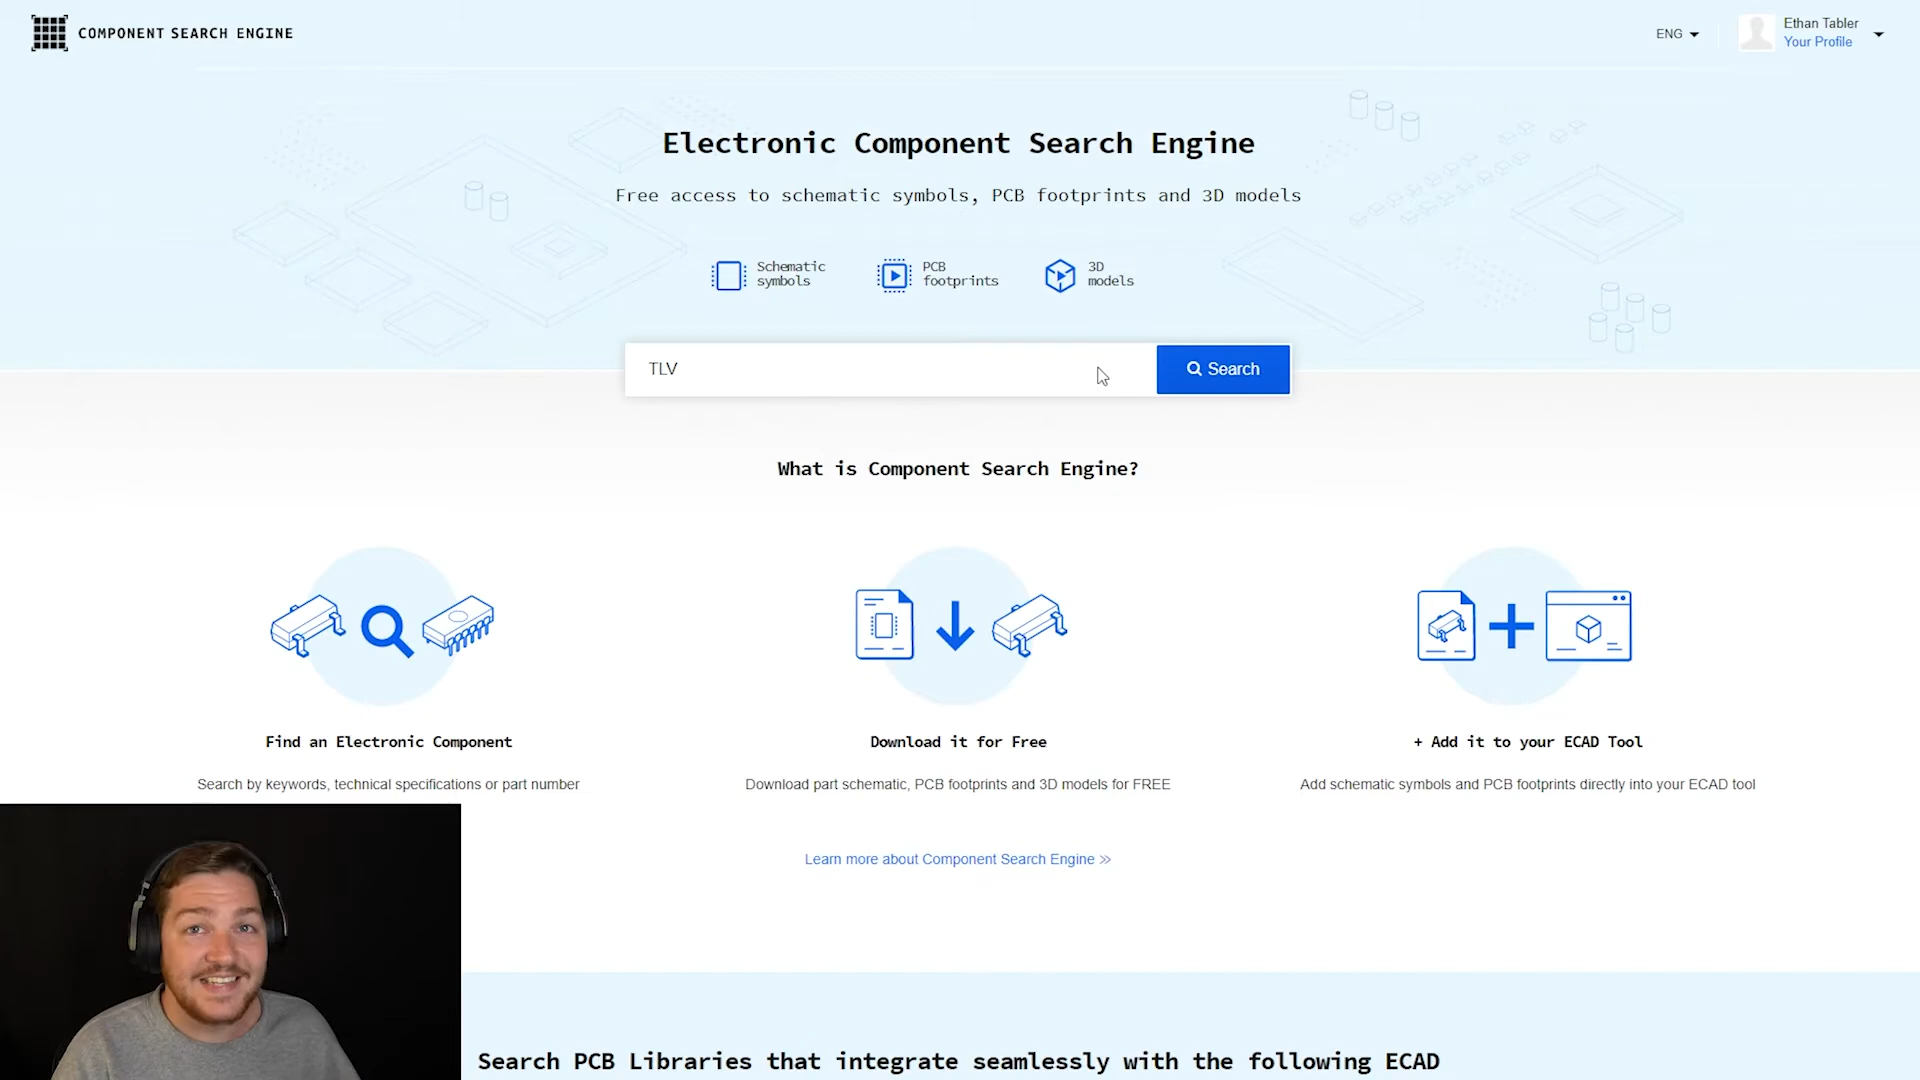 COMPONENT SEARCH ENGINE
ENG
Ethan Tabler
Your Profile
Electronic Component Search Engine
Free access to schematic symbols, PCB footprints and 3D models
Schematic
symbols
PCB
footprints
3D
models
TLV
Search
What is Component Search Engine?
Find an Electronic Component
Search by keywords, technical specifications or part number
Download it for Free
Download part schematic, PCB footprints and 3D models for FREE
+ Add it to your ECAD Tool
Add schematic symbols and PCB footprints directly into your ECAD tool
Learn more about Component Search Engine >>
Search PCB Libraries that integrate seamlessly with the following ECAD